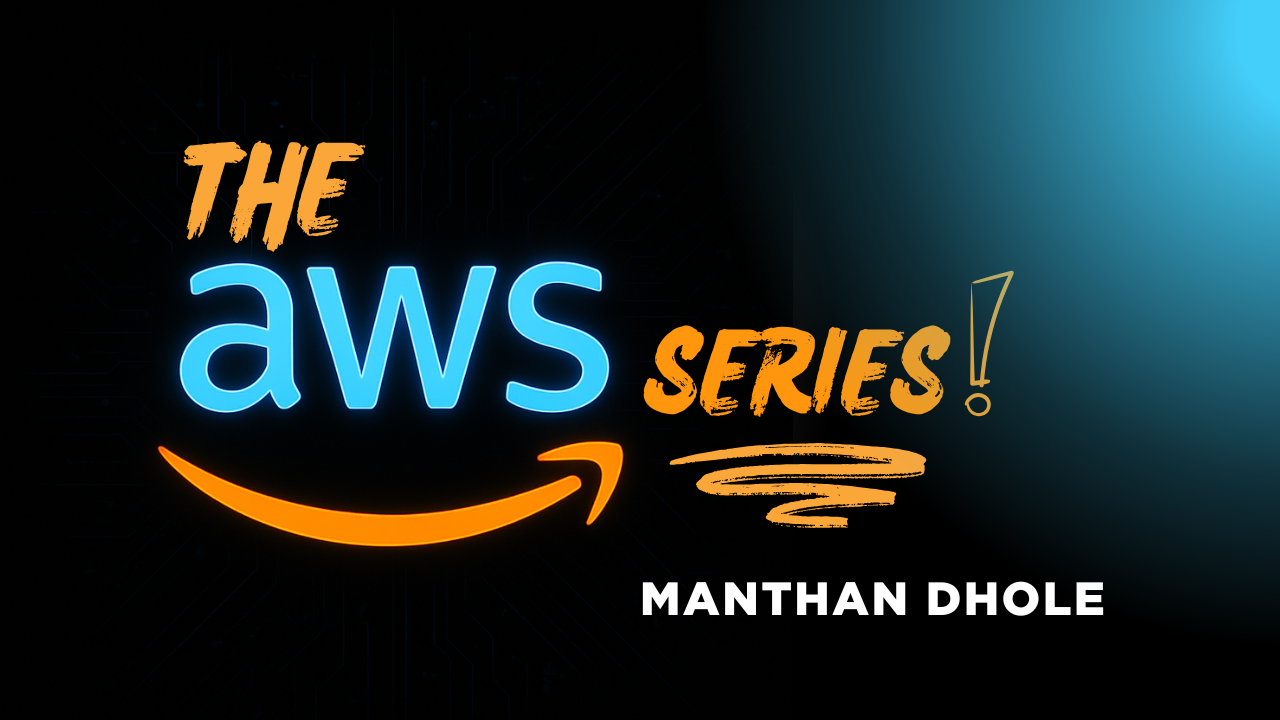 THE
aws
SERIES!
MANTHAN DHOLE